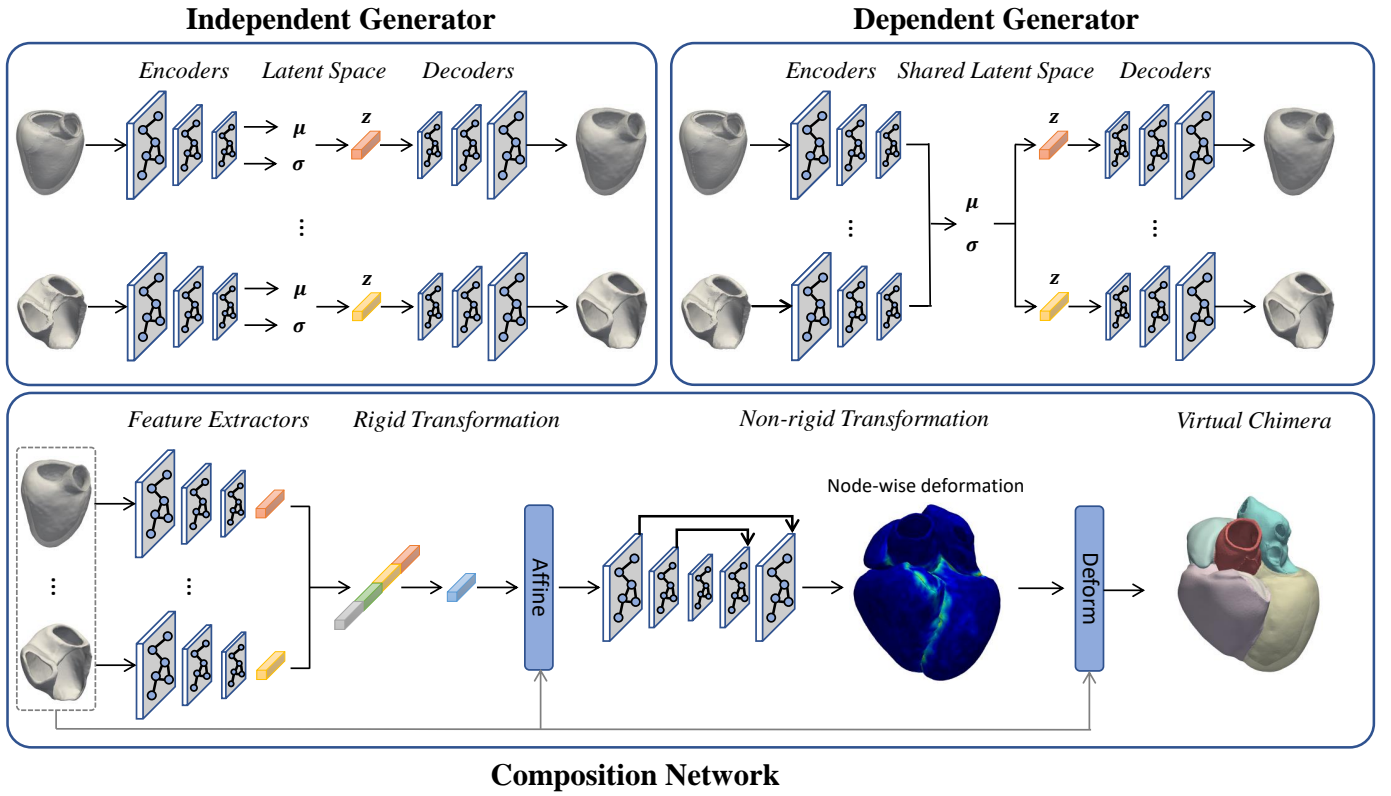 Independent Generator
Dependent Generator
Encoders Latent Space Decoders
Encoders Shared Latent Space Decoders
z
μ
σ
⋮
z
μ
σ
z
μ
σ
⋮
⋮
z
Feature Extractors Rigid Transformation Non-rigid Transformation Virtual Chimera
Node-wise deformation
⋮
⋮
Affine
Deform
Composition Network